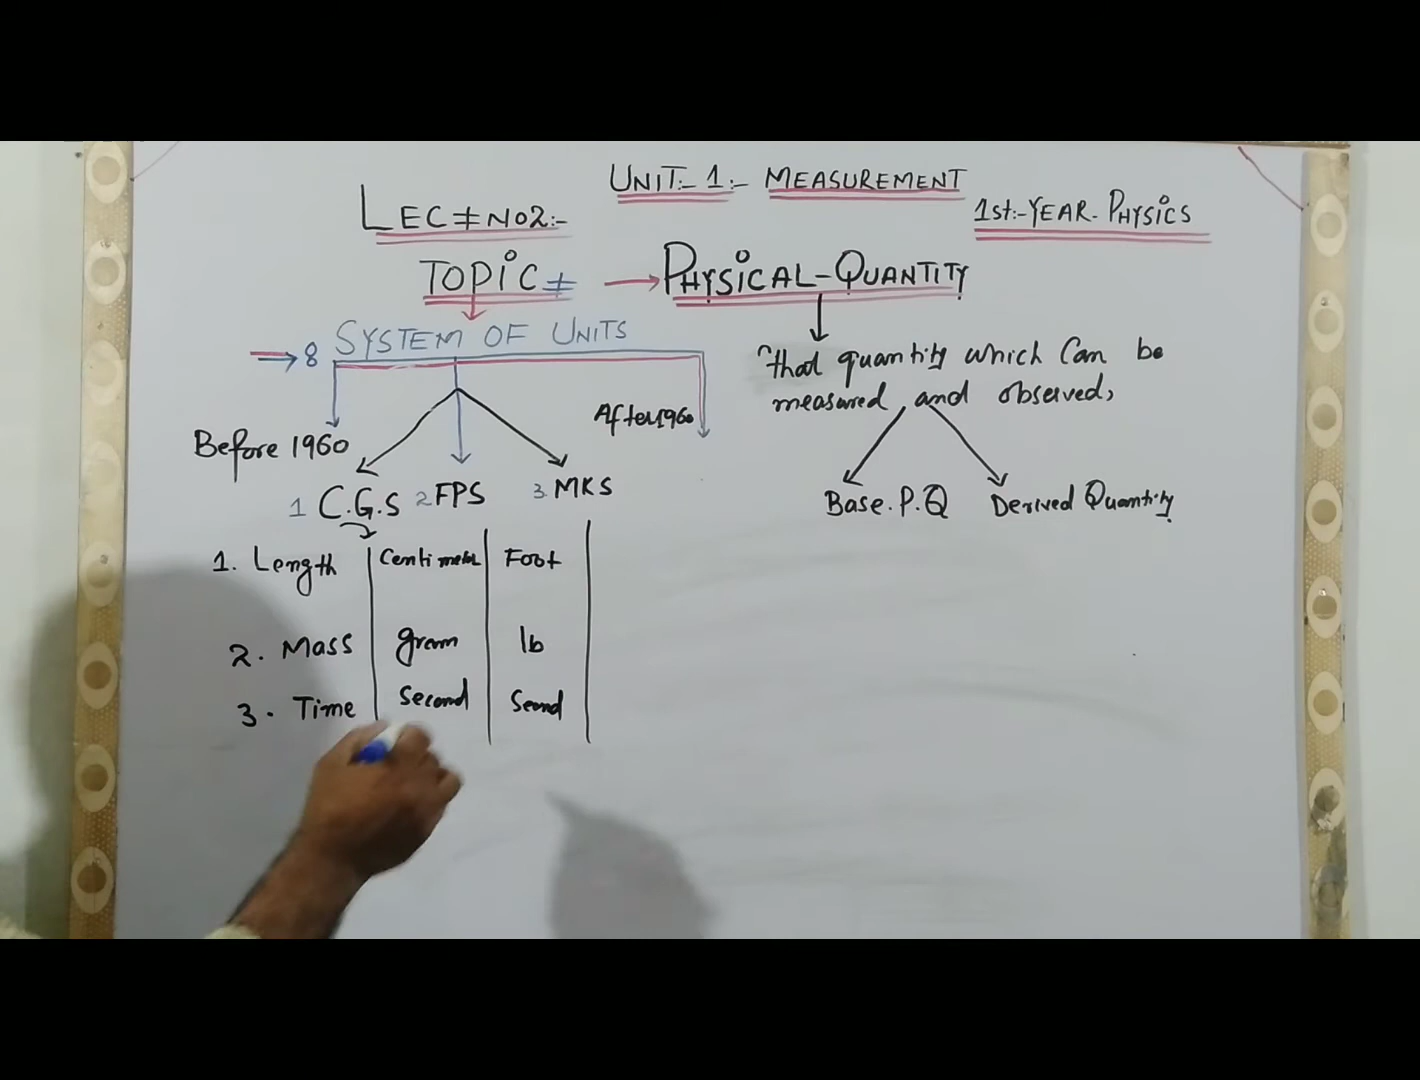 UNIT:- 1:- MEASUREMENT
LEC ≠ NO2:-
1st:-YEAR. PHYSICS
TOPIC ≠ → PHYSICAL-QUANTITY
→ 8 SYSTEM OF UNITS
"that quantity which Can be
measured and observed,
Before 1960
After1960
1 C.G.S 2 FPS 3 MKS
Base. P.Q Derived Quantity
1. Length Centimeter Foot
2. Mass gram lb
3. Time Second Second